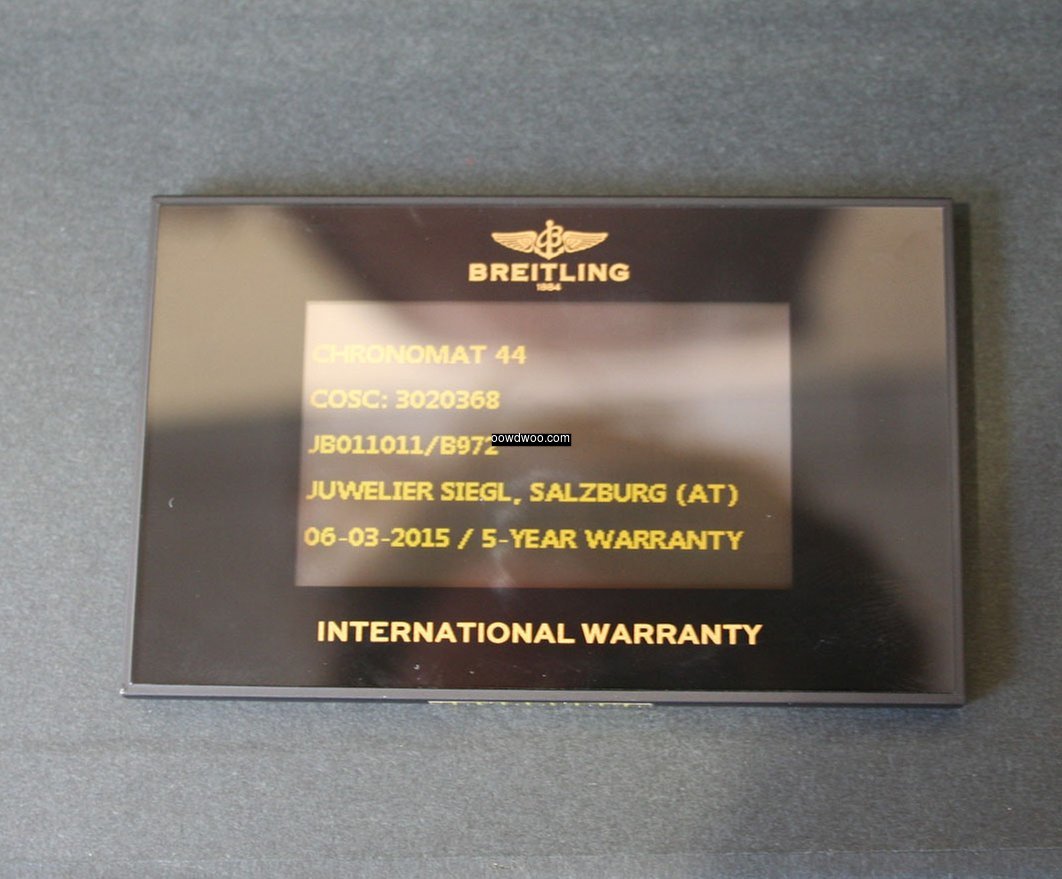 BREITLING
1884
CHRONOMAT 44
COSC: 3020368
JB011011/B972
oowdwoo.com
JUWELIER SIEGL, SALZBURG (AT)
06-03-2015 / 5-YEAR WARRANTY
INTERNATIONAL WARRANTY